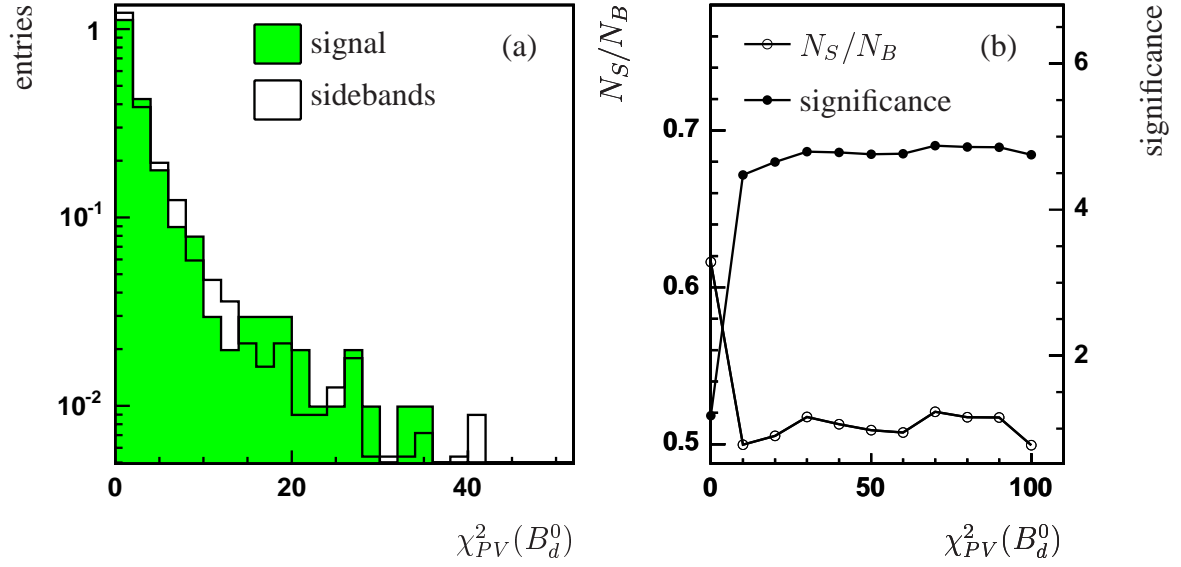 entries
1
10⁻¹
10⁻²
signal
sidebands
(a)
0
20
40
χ²_PV(B⁰_d)
N_S/N_B
0.7
0.6
0.5
N_S/N_B
significance
(b)
6
4
2
significance
0
50
100
χ²_PV(B⁰_d)